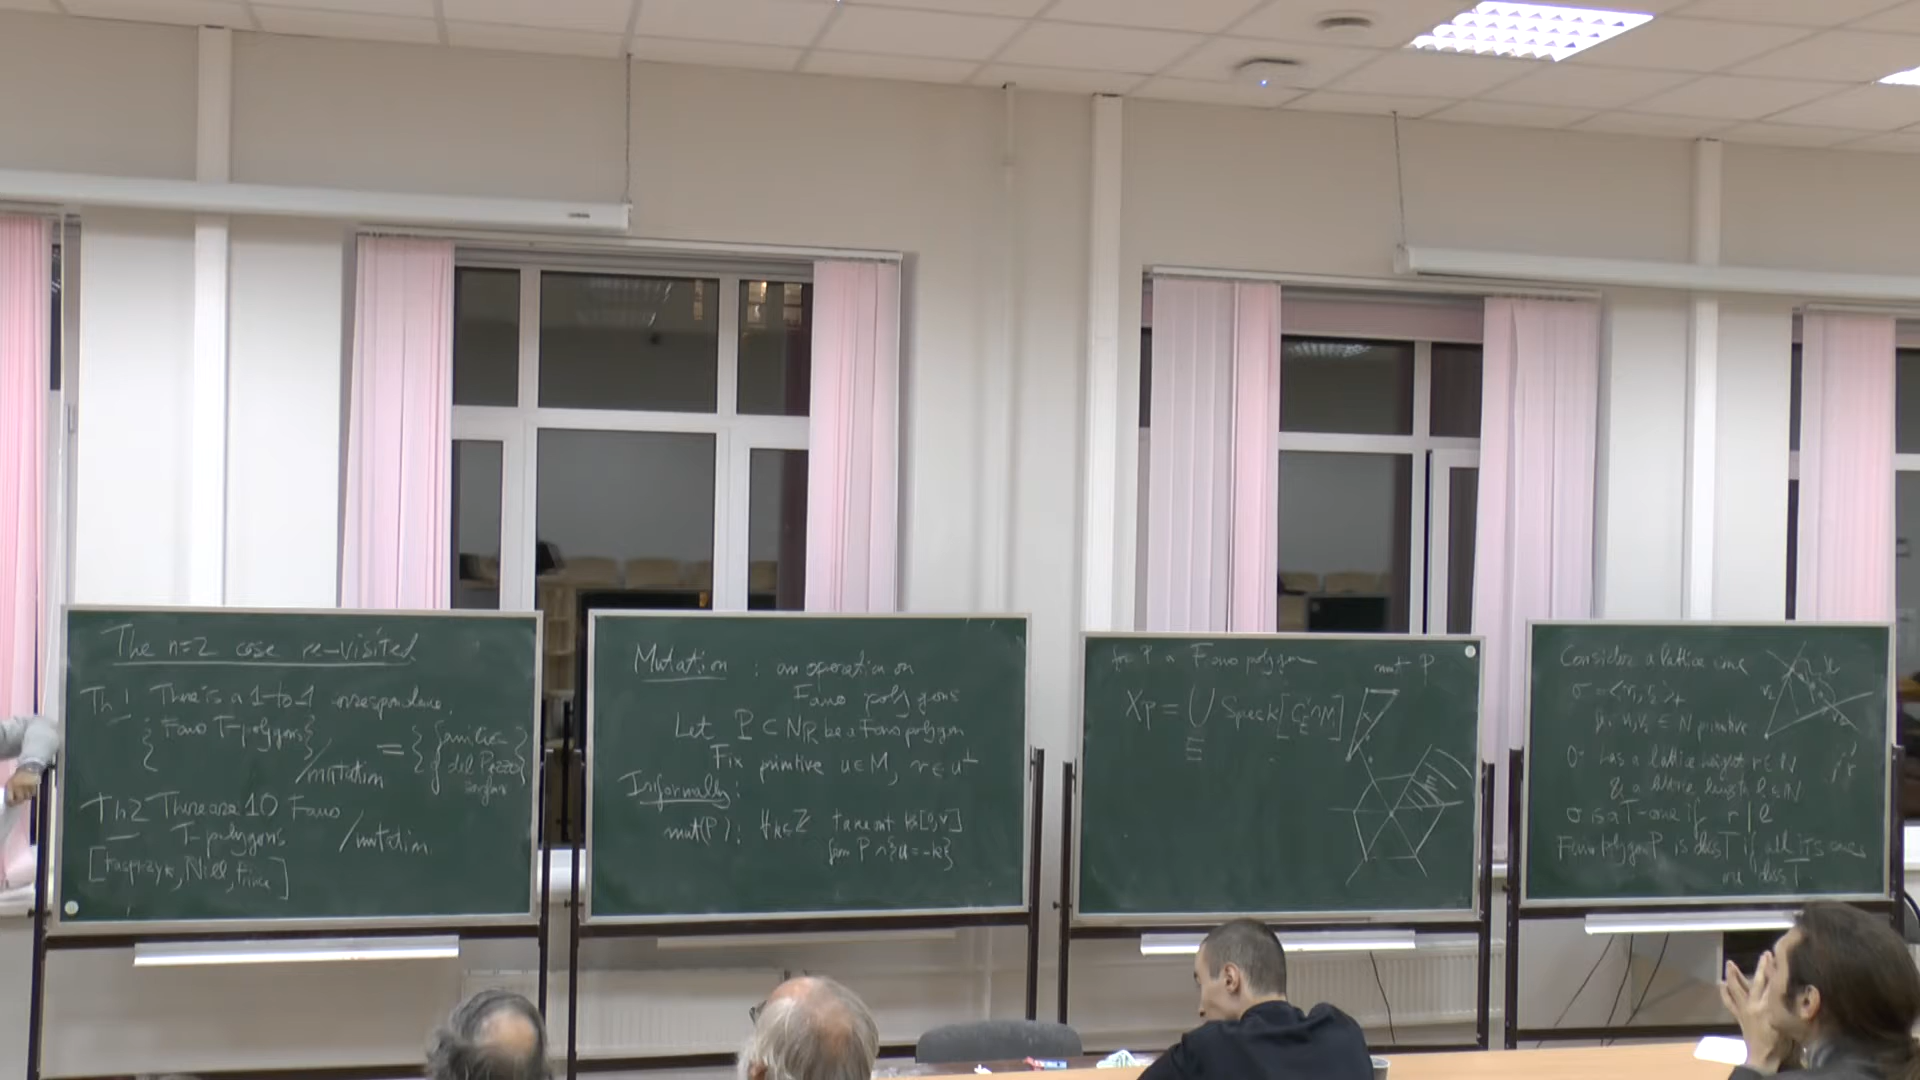 The n=2 case re-visited
Th 1 There is a 1-to-1 correspondence
{Fano T-polygons} /mutation = {families of del Pezzo surfaces}
Th 2 There are 10 Fano
T-polygons /mutation
[Kasprzyk, Nill, Prince]
Mutation : an operation on
Fano polygons
Let P ⊂ N_R be a Fano polygon
Fix primitive u ∈ M, v ∈ u^⊥
Informally:
mut(P): ∀k∈Z take out k[0,v]
from P ∩ {u=-k}
for P a Fano polygon
mut P
X_P = ⋃ Spec k[ ∩M]
E
Consider a lattice cone
σ = < >+
∈ N primitive
v₂
σ has a lattice height r ∈ N
& a lattice length l ∈ N
σ is a T-cone if r | l
Fano polygon P is class T if all its cones
are class T.